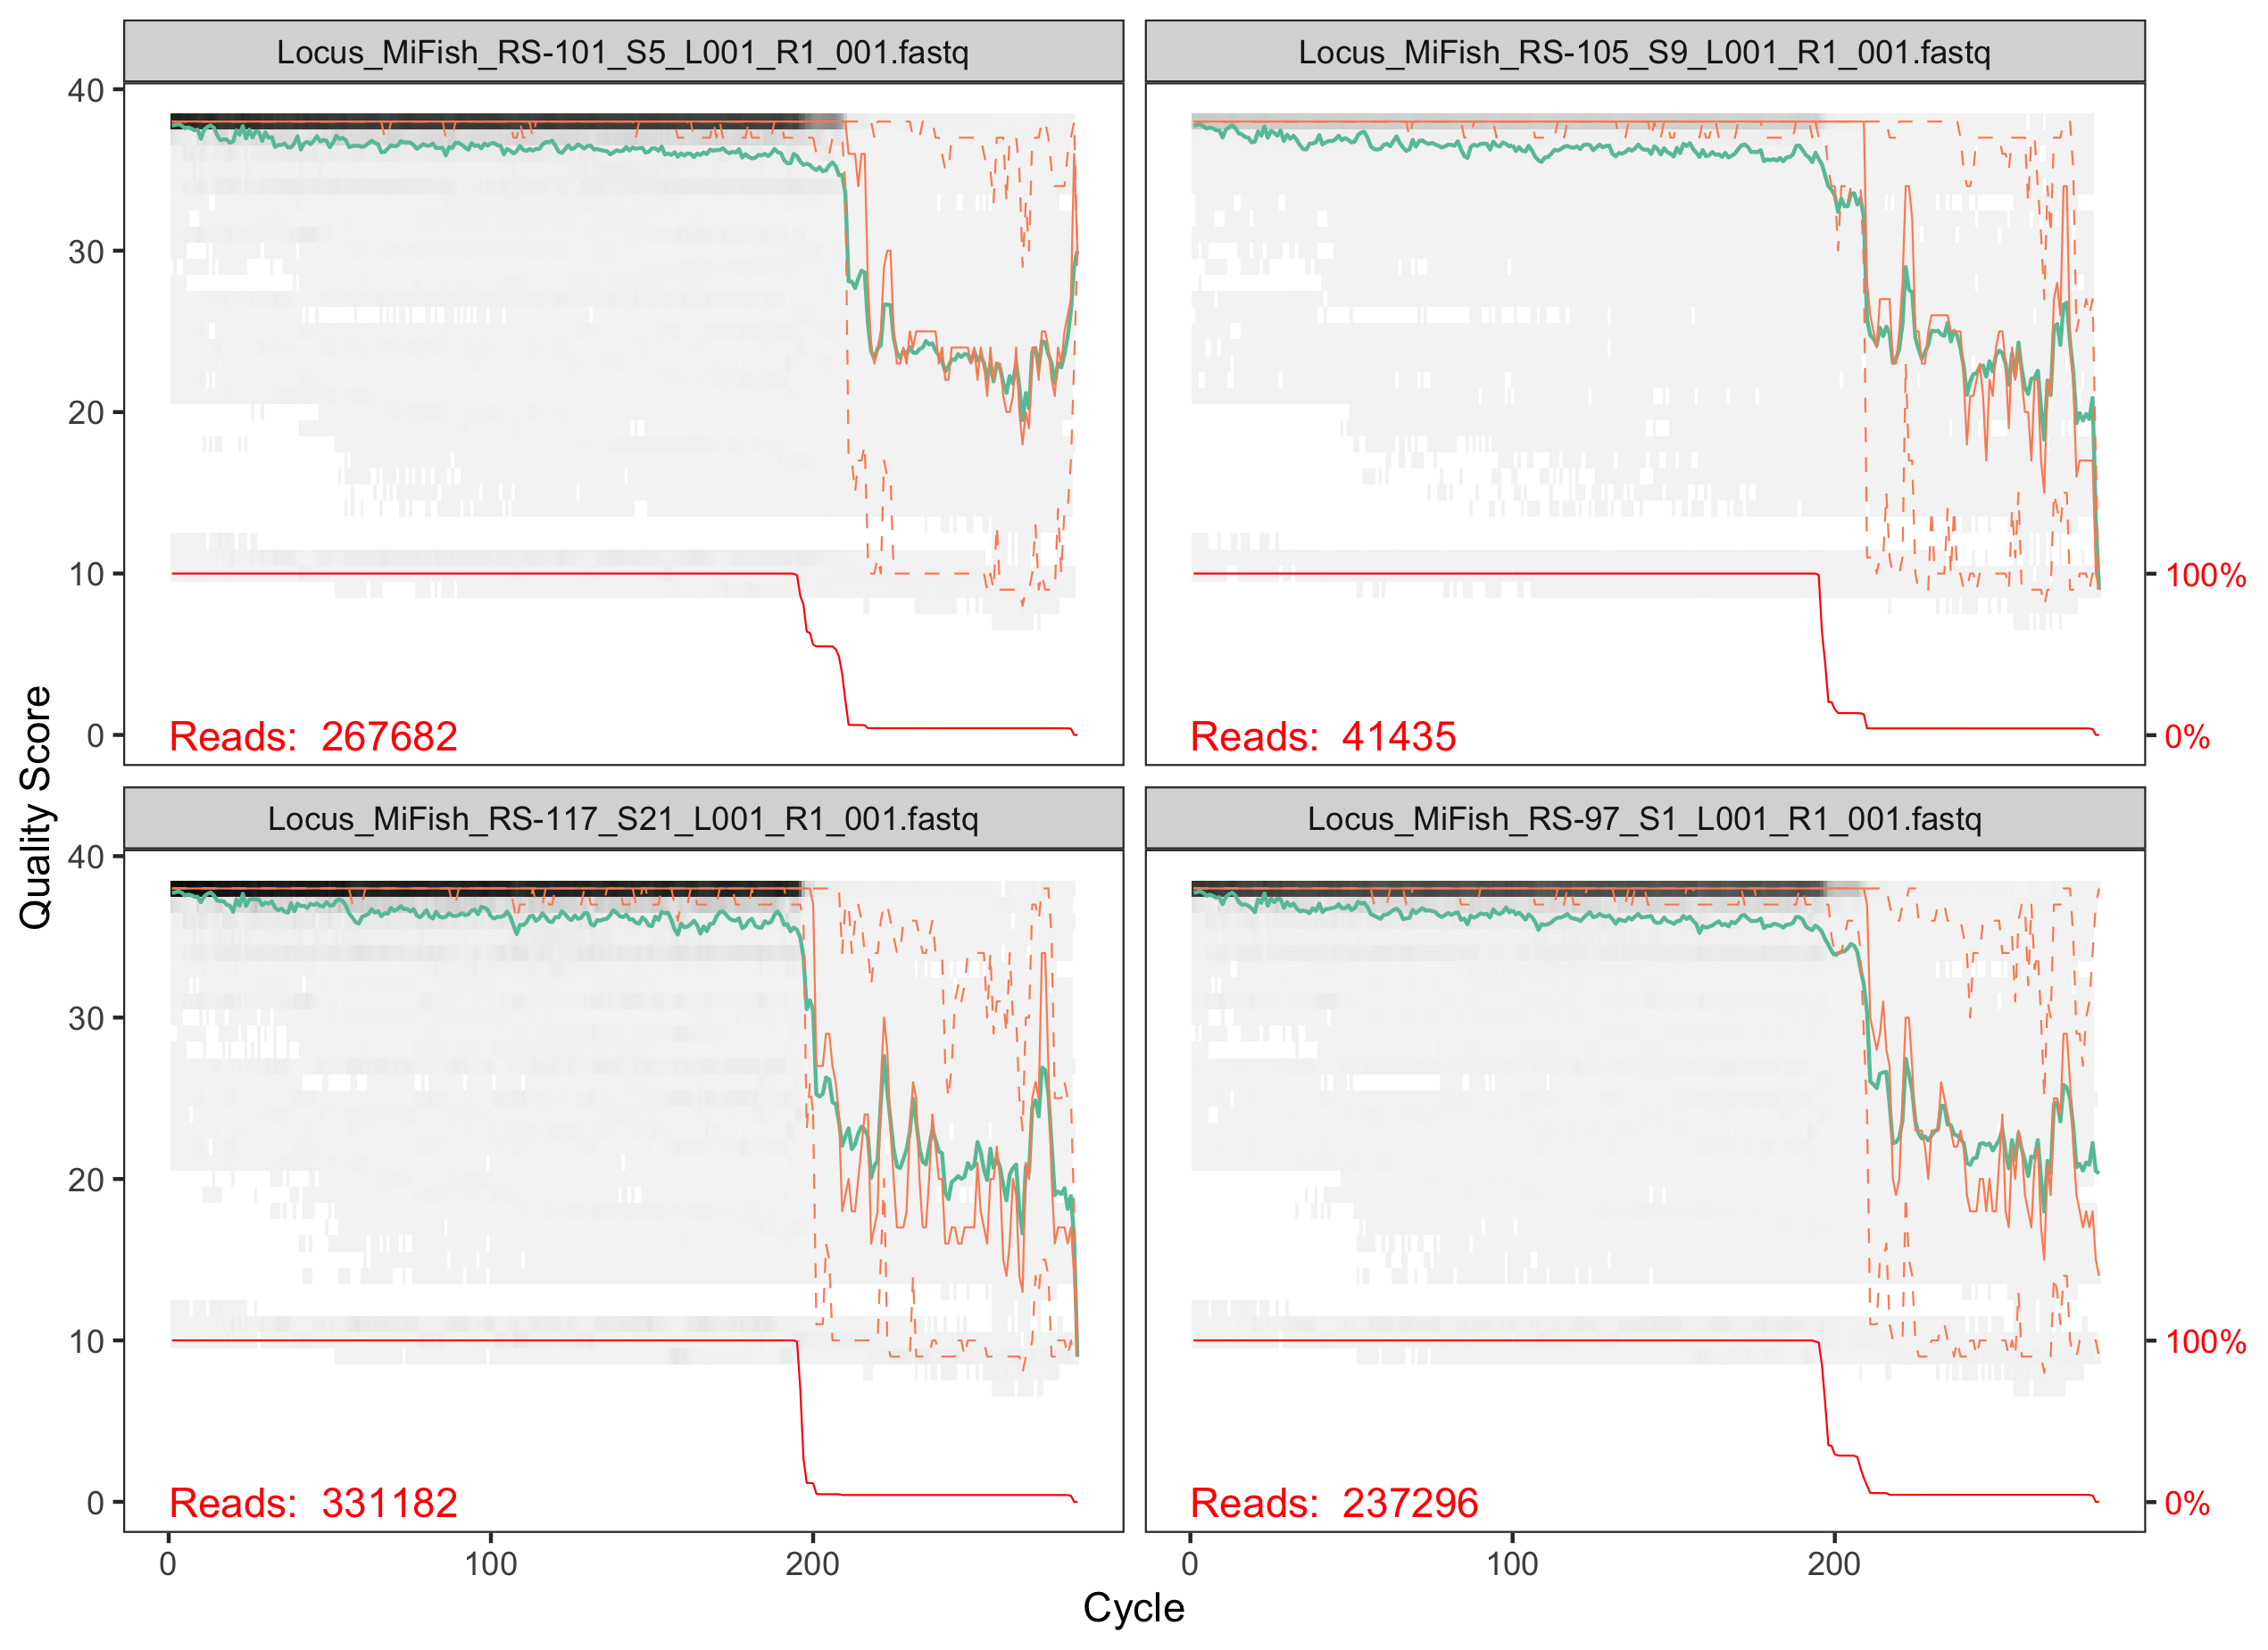 Locus_MiFish_RS-101_S5_L001_R1_001.fastq
Locus_MiFish_RS-105_S9_L001_R1_001.fastq
40
30
20
10
0
Reads: 267682
Reads: 41435
100%
0%
Quality Score
Locus_MiFish_RS-117_S21_L001_R1_001.fastq
Locus_MiFish_RS-97_S1_L001_R1_001.fastq
40
30
20
10
0
Reads: 331182
Reads: 237296
100%
0%
0 100 200
0 100 200
Cycle